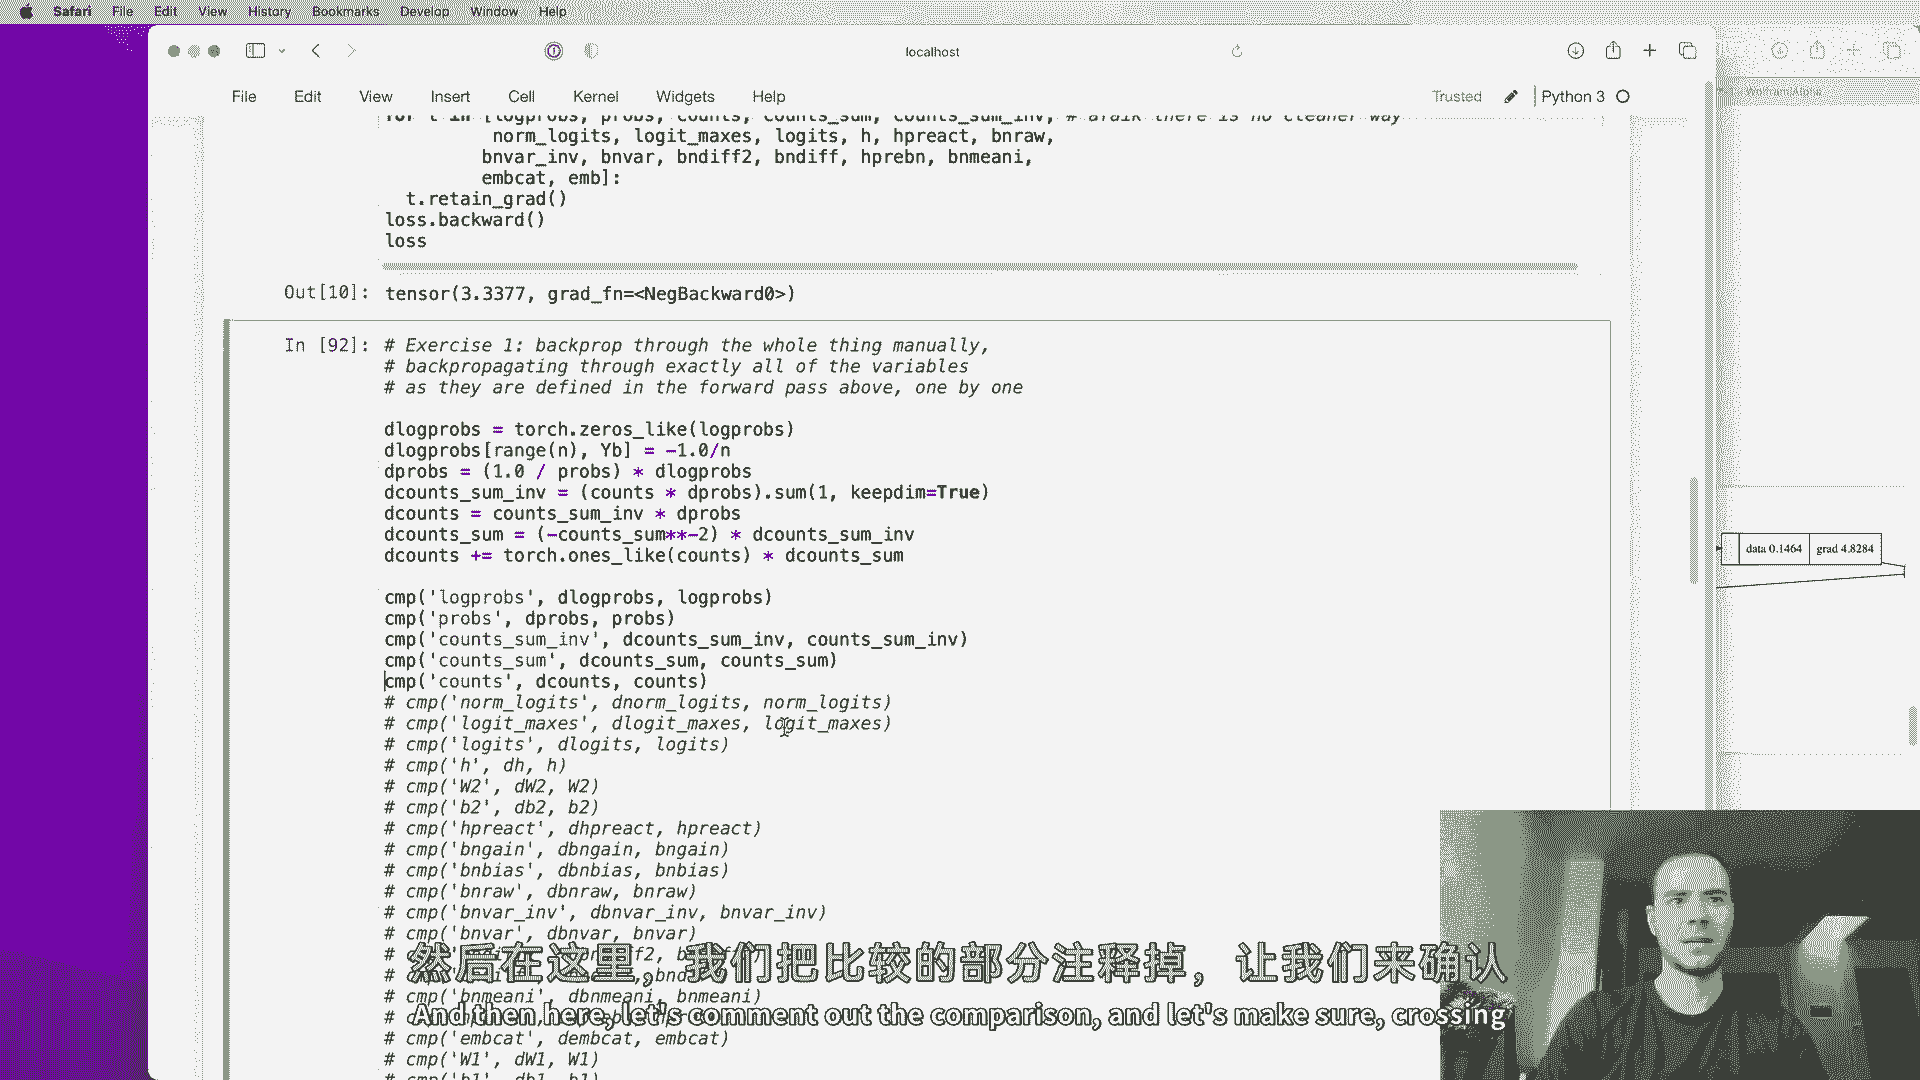 Safari File Edit View History Bookmarks Develop Window Help
localhost
File Edit View Insert Cell Kernel Widgets Help
Trusted Python 3
WolframAlpha
for t in [logprobs, probs, counts, counts_sum, counts_sum_inv, # afaik there is no cleaner way
norm_logits, logit_maxes, logits, h, hpreact, bnraw,
bnvar_inv, bnvar, bndiff2, bndiff, hprebn, bnmeani,
embcat, emb]:
t.retain_grad()
loss.backward()
loss
Out[10]: tensor(3.3377, grad_fn=<NegBackward0>)
In [92]: # Exercise 1: backprop through the whole thing manually,
# backpropagating through exactly all of the variables
# as they are defined in the forward pass above, one by one
dlogprobs = torch.zeros_like(logprobs)
dlogprobs[range(n), Yb] = -1.0/n
dprobs = (1.0 / probs) * dlogprobs
dcounts_sum_inv = (counts * dprobs).sum(1, keepdim=True)
dcounts = counts_sum_inv * dprobs
dcounts_sum = (-counts_sum**-2) * dcounts_sum_inv
dcounts += torch.ones_like(counts) * dcounts_sum
data 0.1464 grad 4.8284
cmp('logprobs', dlogprobs, logprobs)
cmp('probs', dprobs, probs)
cmp('counts_sum_inv', dcounts_sum_inv, counts_sum_inv)
cmp('counts_sum', dcounts_sum, counts_sum)
cmp('counts', dcounts, counts)
# cmp('norm_logits', dnorm_logits, norm_logits)
# cmp('logit_maxes', dlogit_maxes, logit_maxes)
# cmp('logits', dlogits, logits)
# cmp('h', dh, h)
# cmp('W2', dW2, W2)
# cmp('b2', db2, b2)
# cmp('hpreact', dhpreact, hpreact)
# cmp('bngain', dbngain, bngain)
# cmp('bnbias', dbnbias, bnbias)
# cmp('bnraw', dbnraw, bnraw)
# cmp('bnvar_inv', dbnvar_inv, bnvar_inv)
# cmp('bnvar', dbnvar, bnvar)
然后在这里，我们把比较的部分注释掉，让我们来确认
# cmp('bnmeani', dbnmeani, bnmeani)
And then here, let's comment out the comparison, and let's make sure, crossing
# cmp('embcat', dembcat, embcat)
# cmp('W1', dW1, W1)
# cmp('b1', db1, b1)